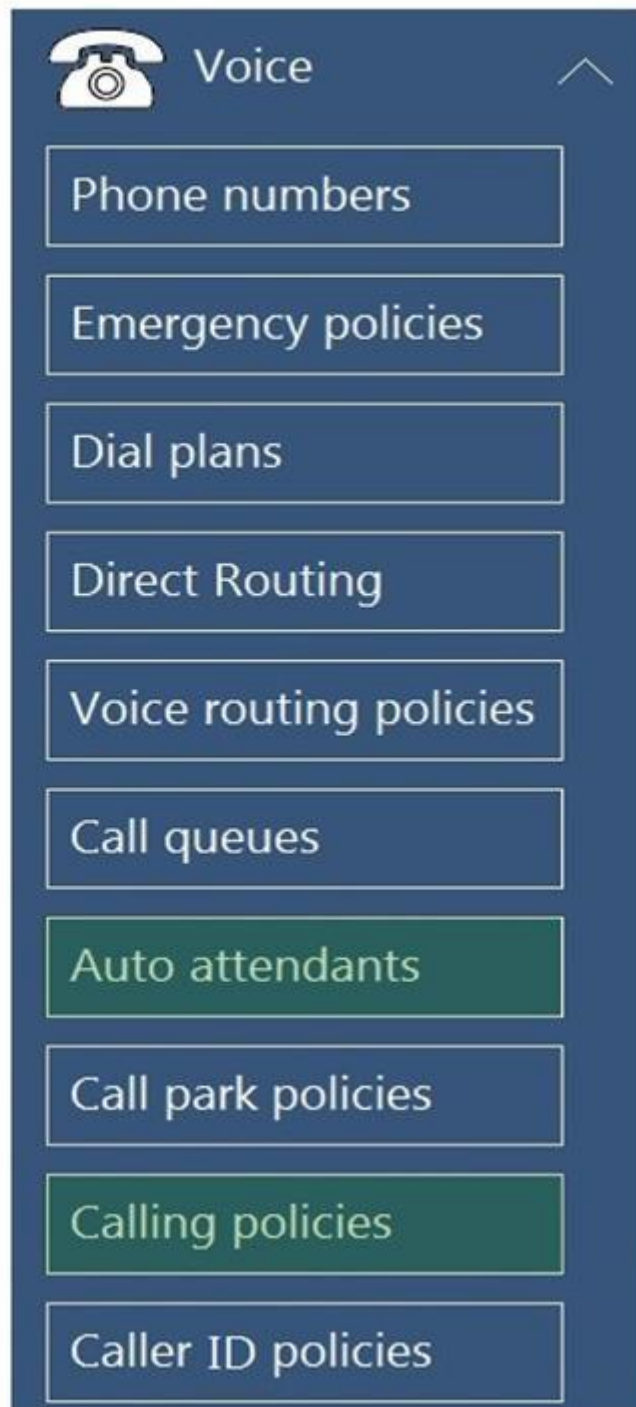 Voice
Phone numbers
Emergency policies
Dial plans
Direct Routing
Voice routing policies
Call queues
Auto attendants
Call park policies
Calling policies
Caller ID policies